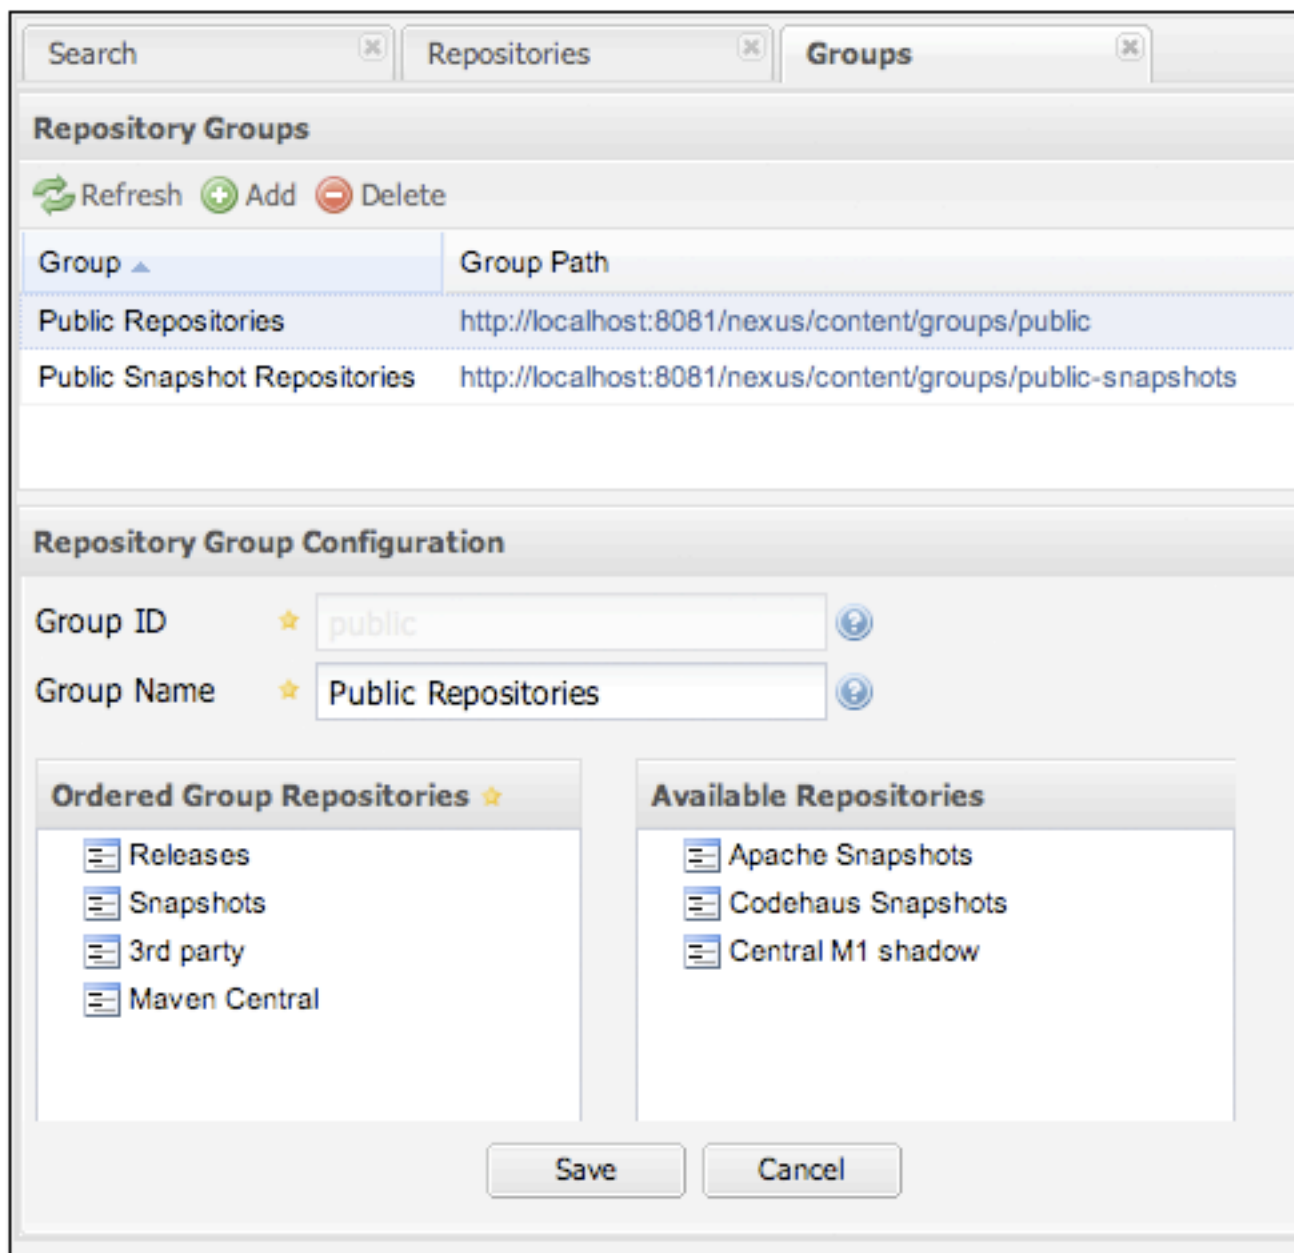 Search Repositories Groups
Repository Groups
Refresh Add Delete
Group Group Path
Public Repositories http://localhost:8081/nexus/content/groups/public
Public Snapshot Repositories http://localhost:8081/nexus/content/groups/public-snapshots
Repository Group Configuration
Group ID public
Group Name Public Repositories
Ordered Group Repositories Available Repositories
Releases Apache Snapshots
Snapshots Codehaus Snapshots
3rd party Central M1 shadow
Maven Central
Save Cancel